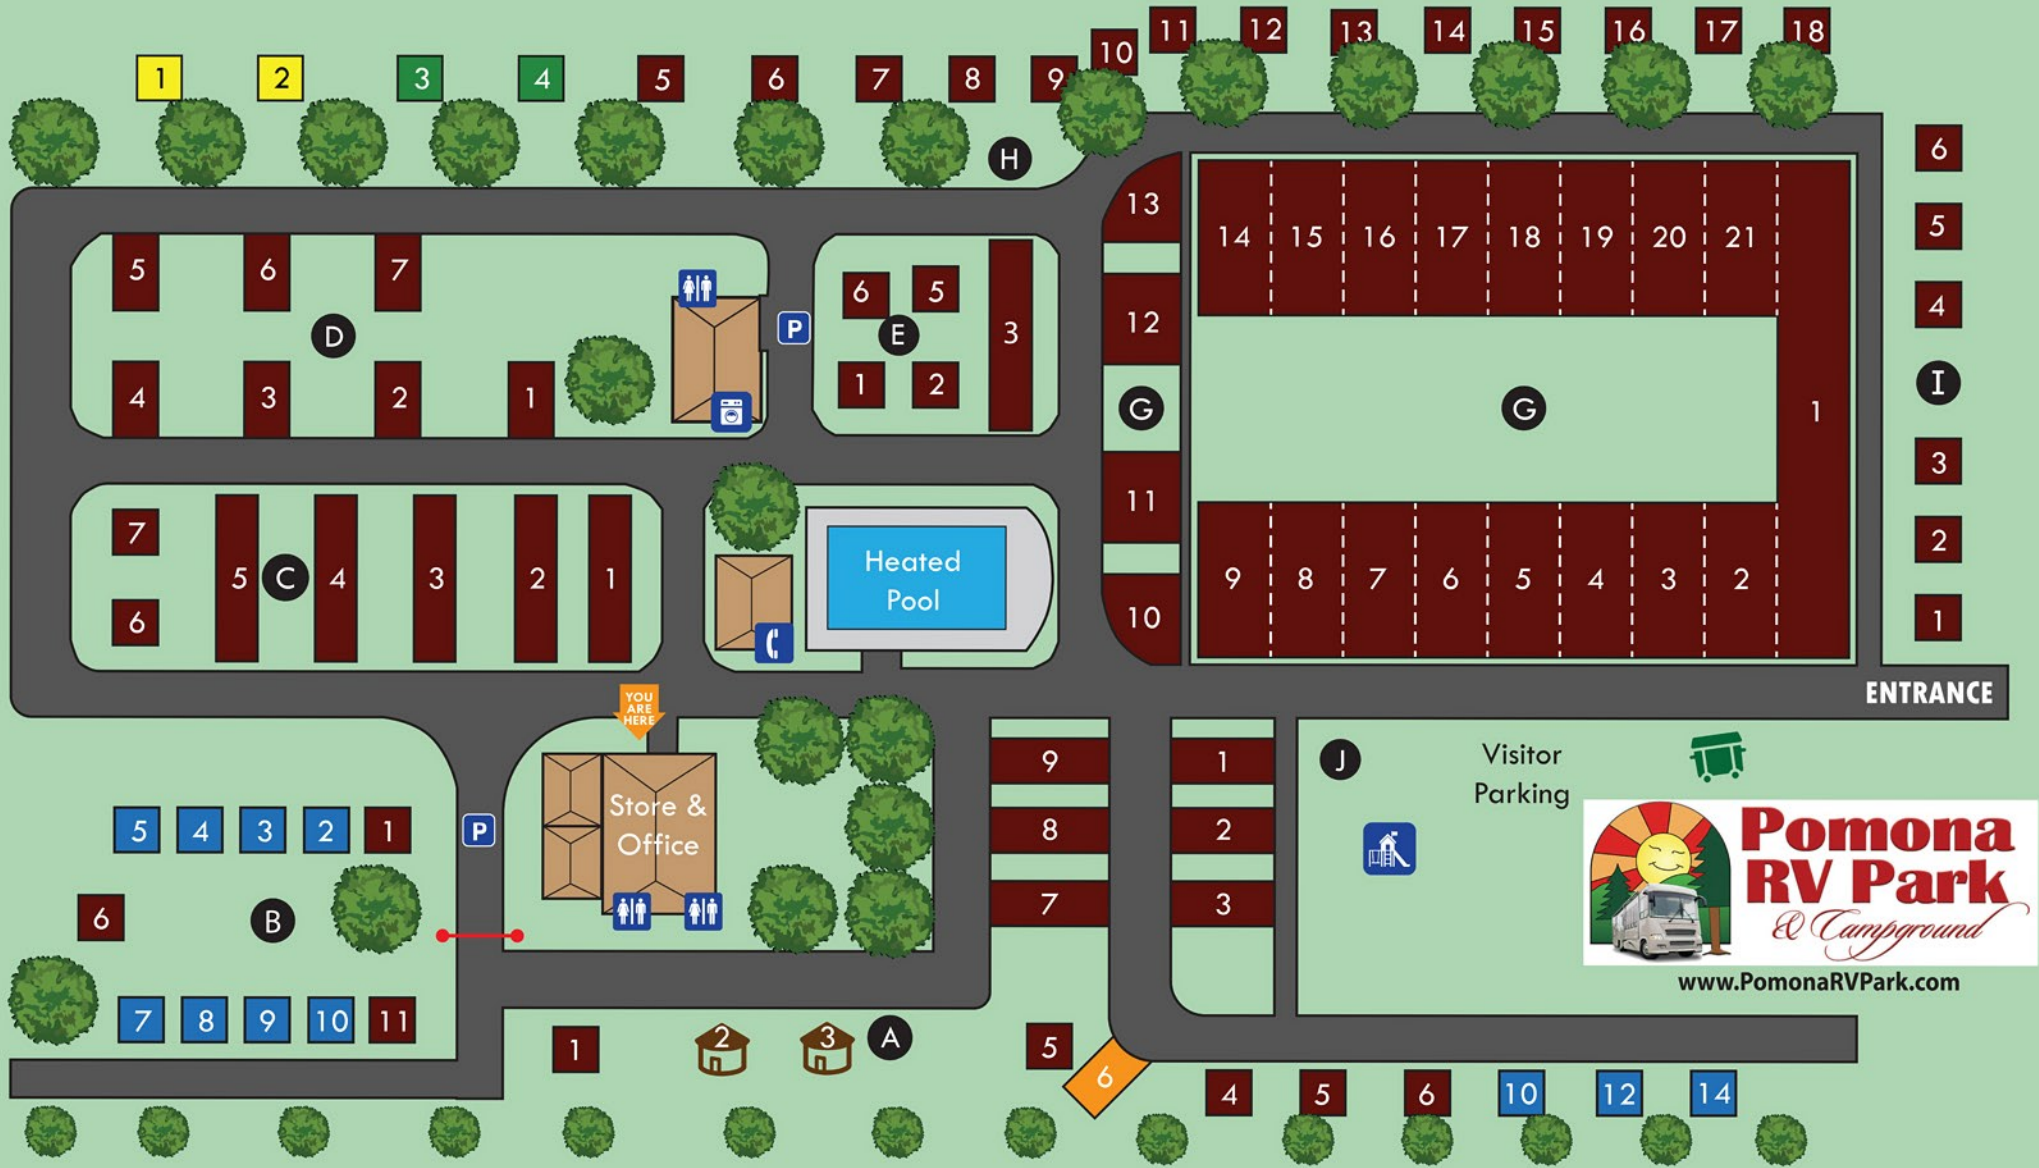 11 12 13 14 15 16 17 18
10
1 2 3 4 5 6 7 8 9
H
6
5
4
I
3
2
1
5 6 7
D
4 3 2 1
P
6 5
E
1 2
3
13
12
G
11
10
14 15 16 17 18 19 20 21
G
1
9 8 7 6 5 4 3 2
7
6
5 C 4 3 2 1
Heated
Pool
ENTRANCE
YOU
ARE
HERE
Store &
Office
P
5 4 3 2 1
6
B
7 8 9 10 11
9
8
7
1
2
3
J
Visitor
Parking
Pomona
RV Park
& Campground
www.PomonaRVPark.com
1 2 3 A 5
6
4 5 6 10 12 14